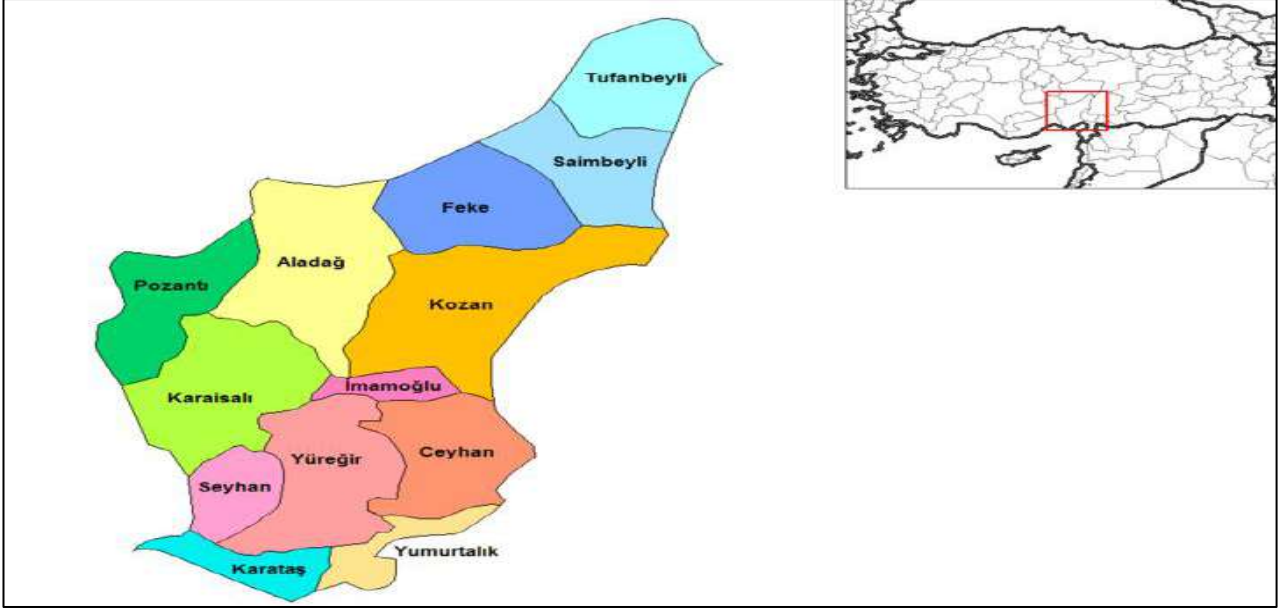 Tufanbeyli
Saimbeyli
Feke
Aladağ
Pozantı
Kozan
İmamoğlu
Karaisalı
Ceyhan
Yüreğir
Seyhan
Yumurtalık
Karataş